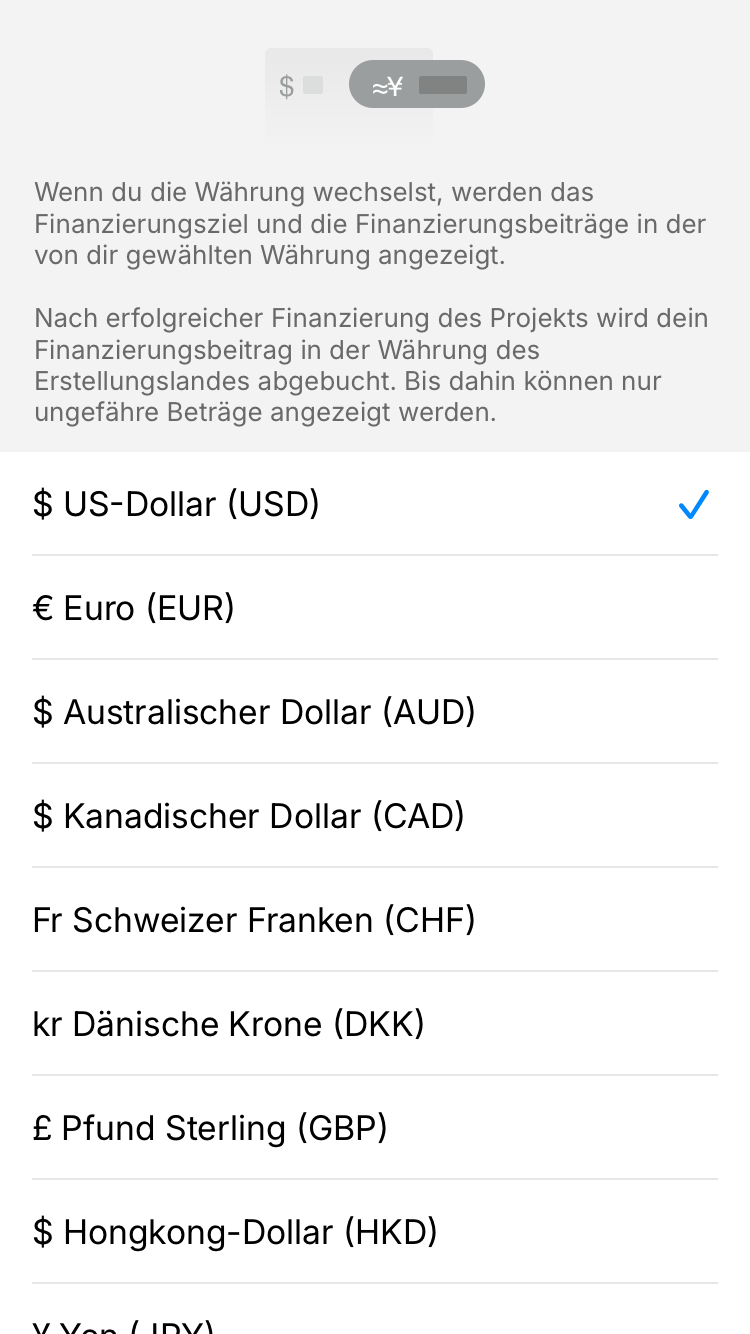 $ ≈¥
Wenn du die Währung wechselst, werden das
Finanzierungsziel und die Finanzierungsbeiträge in der
von dir gewählten Währung angezeigt.
Nach erfolgreicher Finanzierung des Projekts wird dein
Finanzierungsbeitrag in der Währung des
Erstellungslandes abgebucht. Bis dahin können nur
ungefähre Beträge angezeigt werden.
$ US-Dollar (USD)
€ Euro (EUR)
$ Australischer Dollar (AUD)
$ Kanadischer Dollar (CAD)
Fr Schweizer Franken (CHF)
kr Dänische Krone (DKK)
£ Pfund Sterling (GBP)
$ Hongkong-Dollar (HKD)
¥ Yen (JPY)